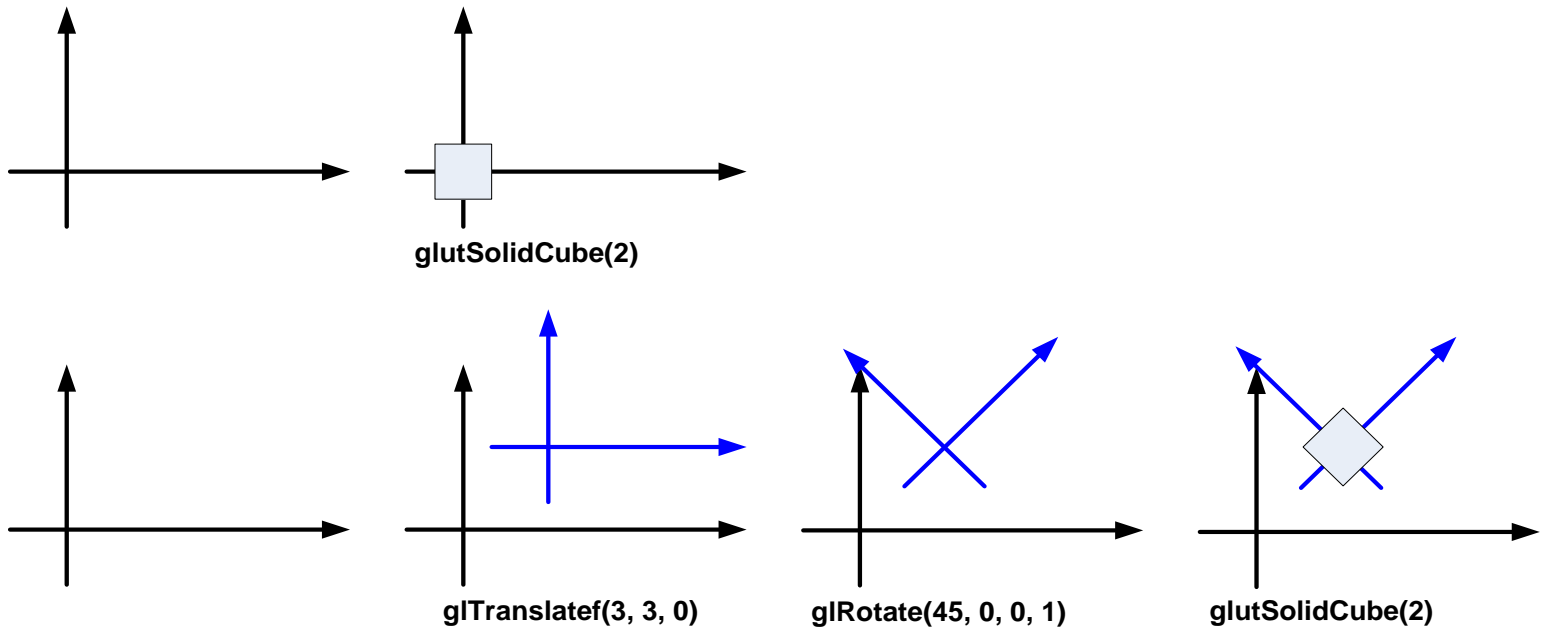 glutSolidCube(2)
glTranslatef(3, 3, 0)
glRotate(45, 0, 0, 1)
glutSolidCube(2)